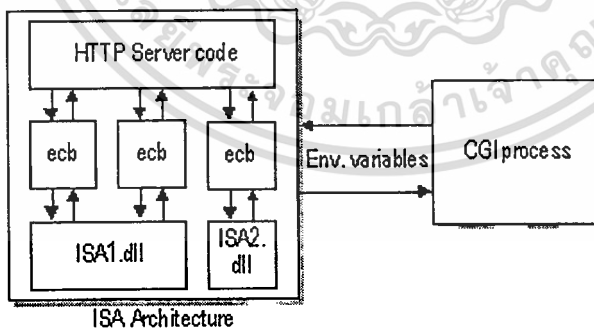 HTTP Server code
ecb
ecb
ecb
ISA1.dll
ISA2.
dll
Env. variables
CGI process
ISA Architecture